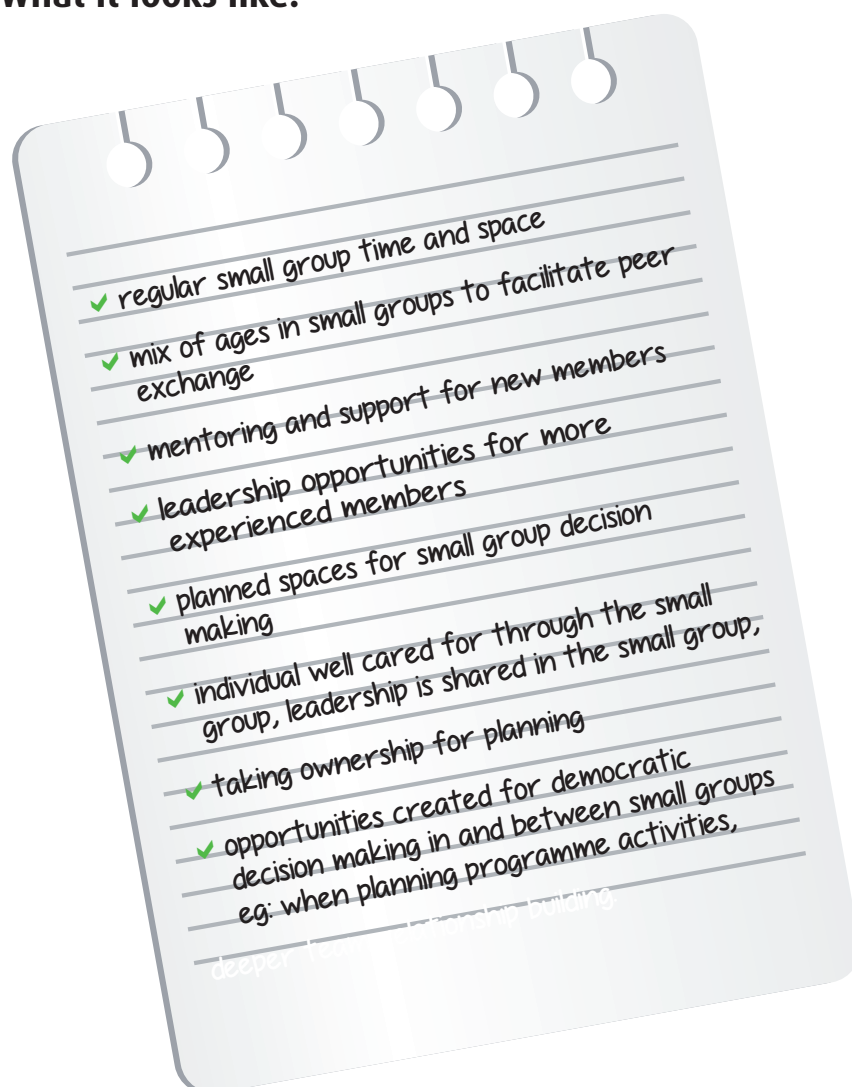 What it looks like:
regular small group time and space
mix of ages in small groups to facilitate peer
exchange
mentoring and support for new members
leadership opportunities for more
experienced members
planned spaces for small group decision
making
individual well cared for through the small
group, leadership is shared in the small group,
taking ownership for planning
opportunities created for democratic
decision making in and between small groups
eg: when planning programme activities,
deeper building